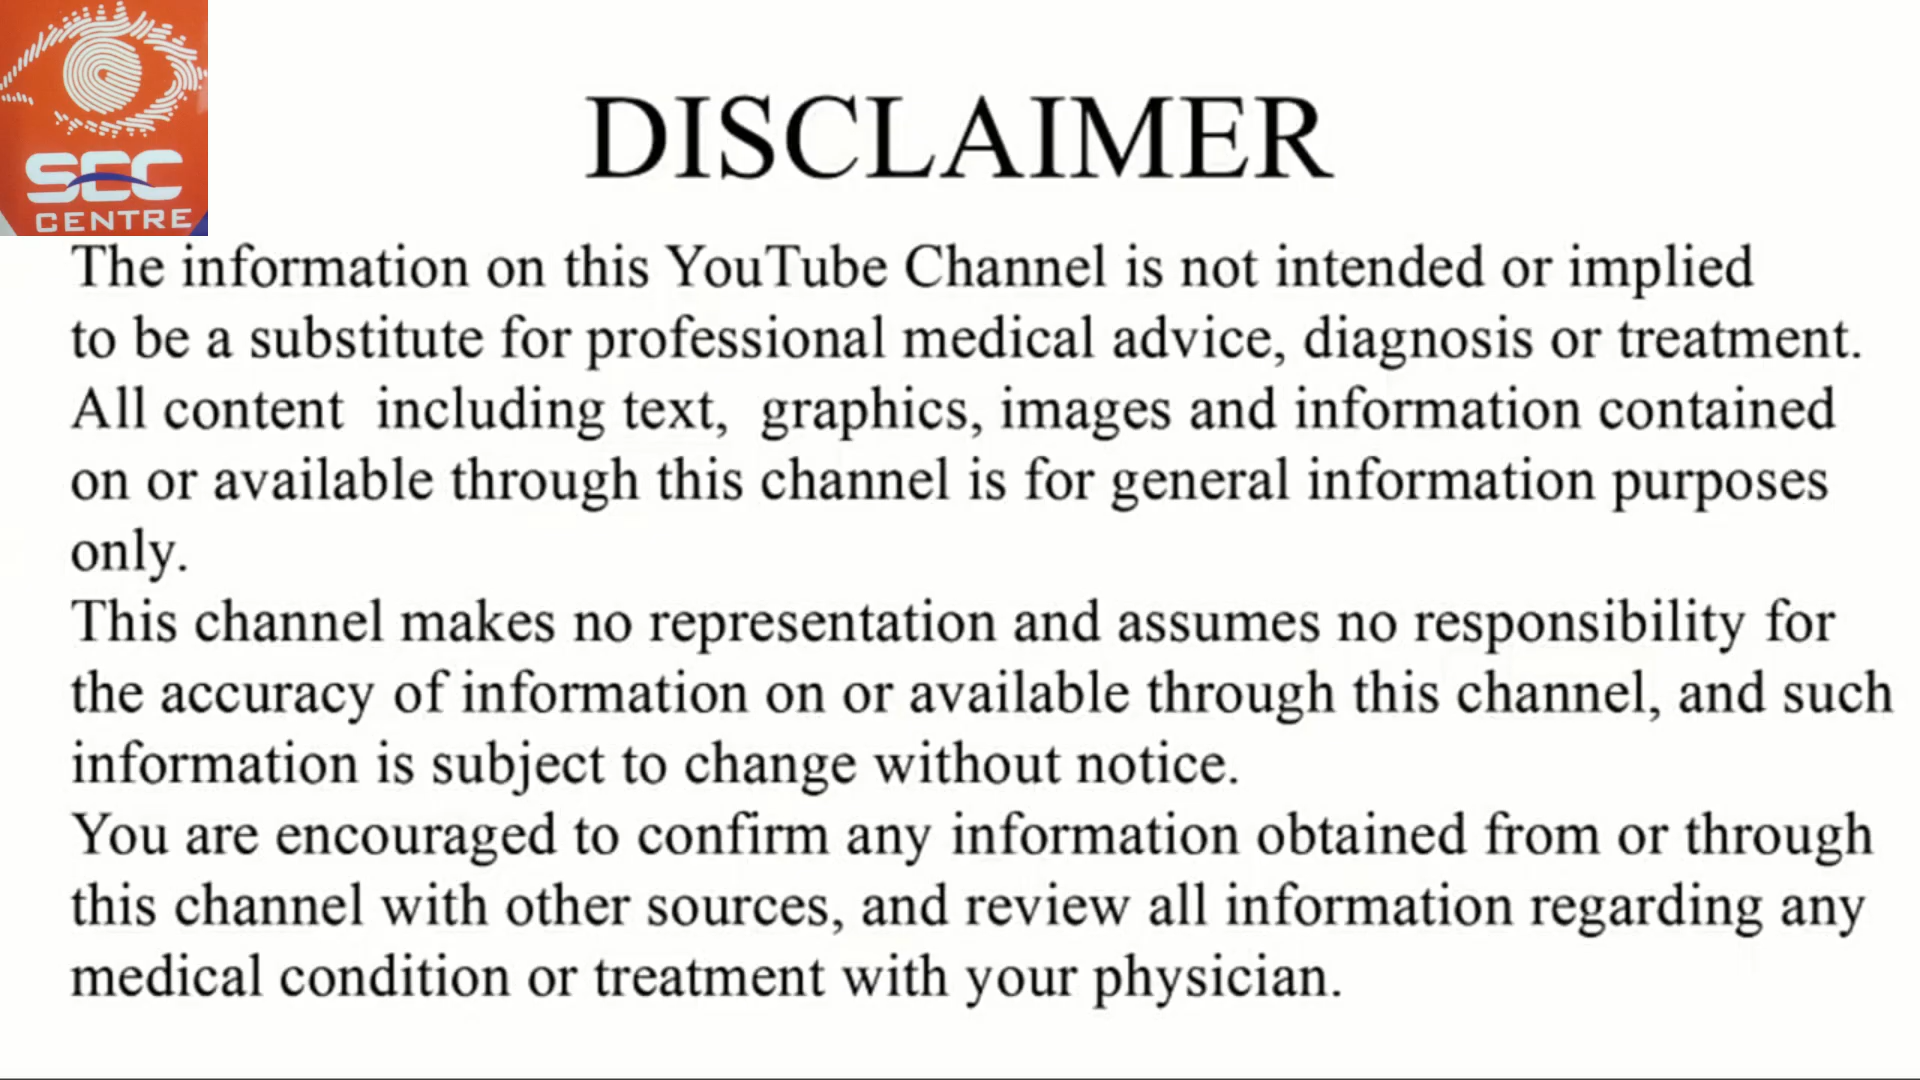 SEC
CENTRE
DISCLAIMER
The information on this YouTube Channel is not intended or implied
to be a substitute for professional medical advice, diagnosis or treatment.
All content including text, graphics, images and information contained
on or available through this channel is for general information purposes
only.
This channel makes no representation and assumes no responsibility for
the accuracy of information on or available through this channel, and such
information is subject to change without notice.
You are encouraged to confirm any information obtained from or through
this channel with other sources, and review all information regarding any
medical condition or treatment with your physician.